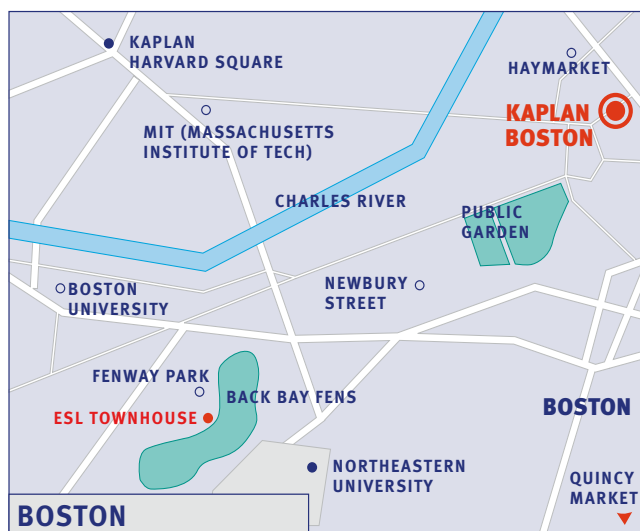 KAPLAN
HARVARD SQUARE
HAYMARKET
KAPLAN
BOSTON
MIT (MASSACHUSETTS
INSTITUTE OF TECH)
CHARLES RIVER
PUBLIC
GARDEN
BOSTON
UNIVERSITY
NEWBURY
STREET
FENWAY PARK
BACK BAY FENS
ESL TOWNHOUSE
BOSTON
NORTHEASTERN
UNIVERSITY
QUINCY
MARKET
BOSTON